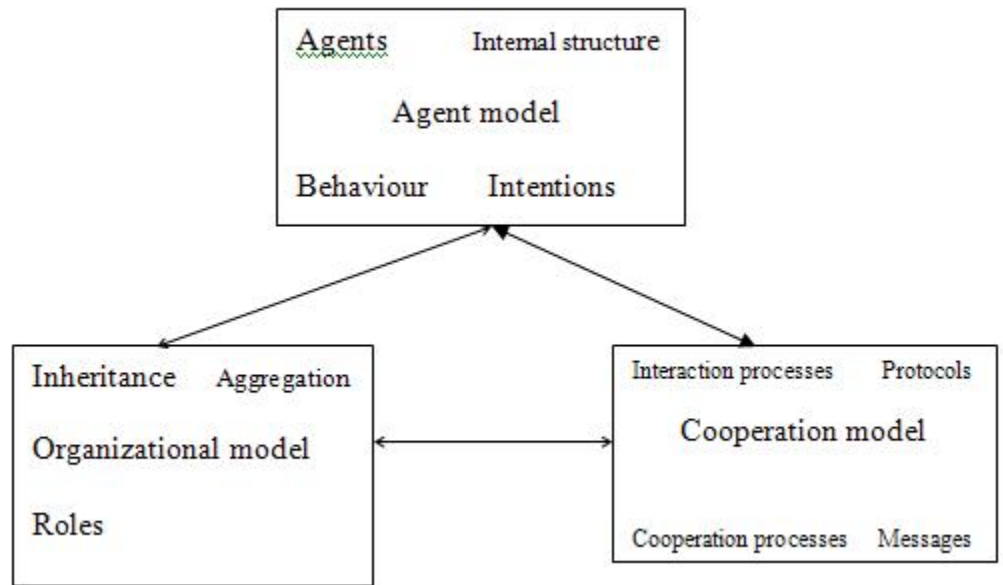 Agents Internal structure
Agent model
Behaviour Intentions
Inheritance Aggregation
Organizational model
Roles
Interaction processes Protocols
Cooperation model
Cooperation processes Messages